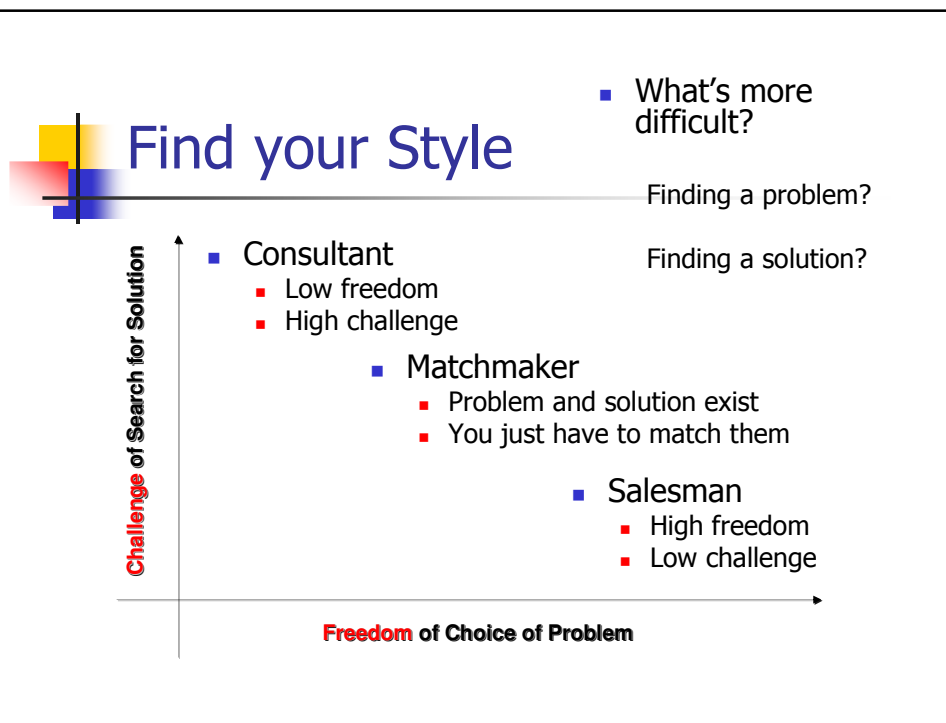 Find your Style
What's more
difficult?
Finding a problem?
Finding a solution?
Challenge of Search for Solution
Consultant
Low freedom
High challenge
Matchmaker
Problem and solution exist
You just have to match them
Salesman
High freedom
Low challenge
Freedom of Choice of Problem